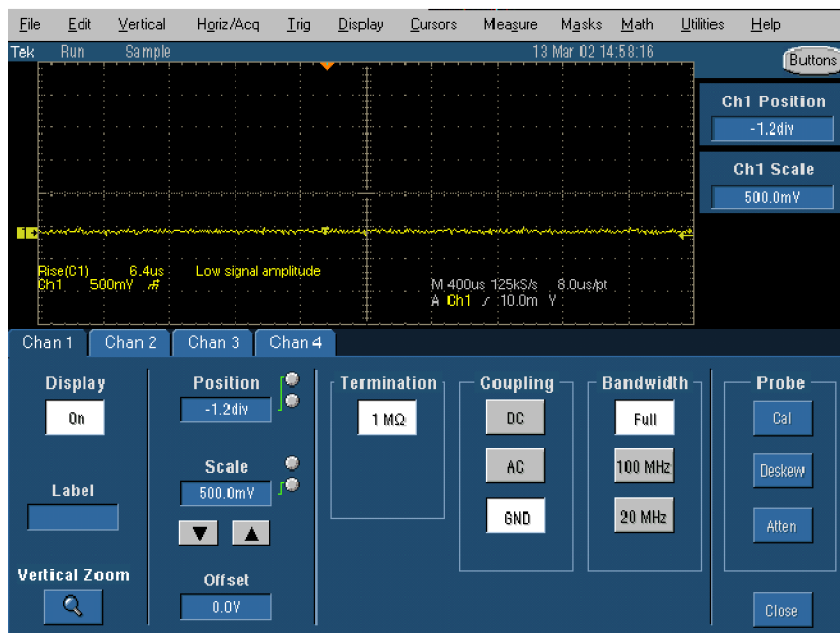 File Edit Vertical Horiz/Acq Trig Display Cursors Measure Masks Math Utilities Help
Tek Run Sample 13 Mar 02 14:58:16
Buttons
Ch1 Position
-1.2div
Ch1 Scale
500.0mV
1
Rise(C1) 6.4us Low signal amplitude
Ch1 500mV
M 400us 125kS/s 8.0us/pt
A Ch1 10.0m V
Chan 1 Chan 2 Chan 3 Chan 4
Display
On
Label
Vertical Zoom
Position
-1.2div
Scale
500.0mV
Offset
0.0V
Termination
1 MΩ
Coupling
DC
AC
GND
Bandwidth
Full
100 MHz
20 MHz
Probe
Cal
Deskew
Atten
Close